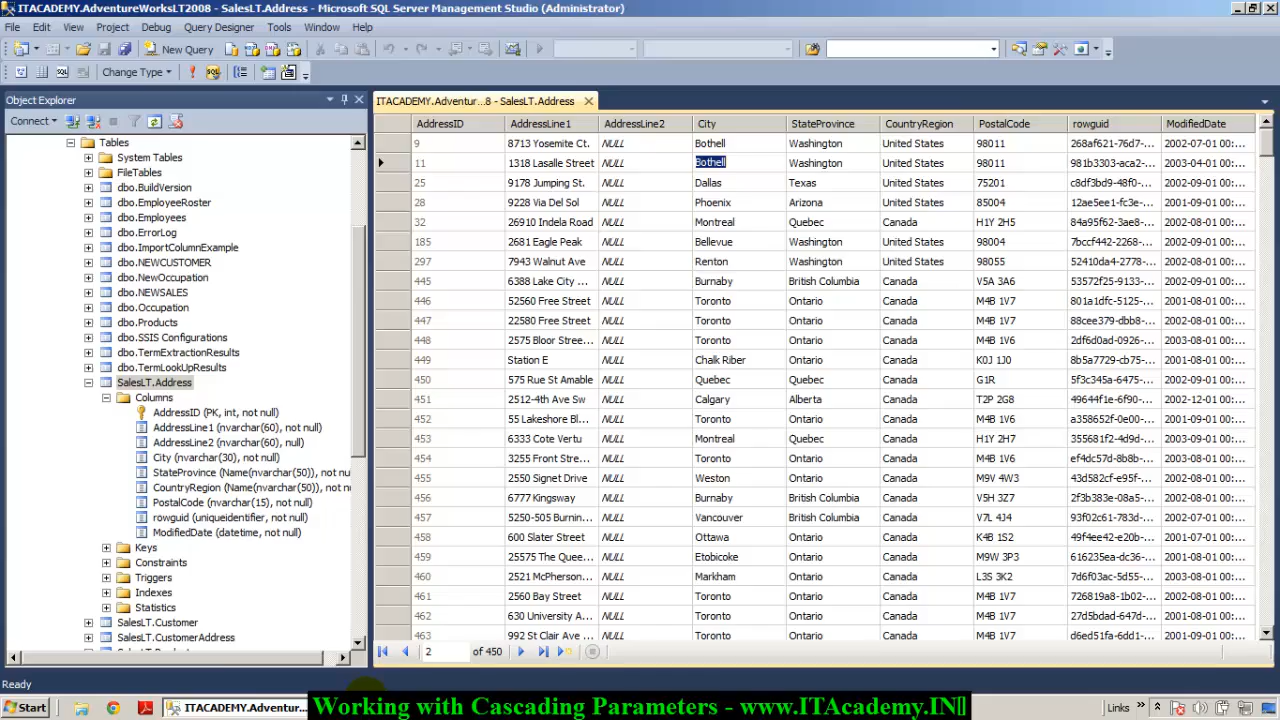 ITACADEMY.AdventureWorksLT2008 - SalesLT.Address - Microsoft SQL Server Management Studio (Administrator)
File Edit View Project Debug Query Designer Tools Window Help
New Query
Change Type
Object Explorer
Connect
Tables
System Tables
FileTables
dbo.BuildVersion
dbo.EmployeeRoster
dbo.Employees
dbo.ErrorLog
dbo.ImportColumnExample
dbo.NEWCUSTOMER
dbo.NewOccupation
dbo.NEWSALES
dbo.Occupation
dbo.Products
dbo.SSIS Configurations
dbo.TermExtractionResults
dbo.TermLookUpResults
SalesLT.Address
Columns
AddressID (PK, int, not null)
AddressLine1 (nvarchar(60), not null)
AddressLine2 (nvarchar(60), null)
City (nvarchar(30), not null)
StateProvince (Name(nvarchar(50)), not nu
CountryRegion (Name(nvarchar(50)), not nu
PostalCode (nvarchar(15), not null)
rowguid (uniqueidentifier, not null)
ModifiedDate (datetime, not null)
Keys
Constraints
Triggers
Indexes
Statistics
SalesLT.Customer
SalesLT.CustomerAddress
ITACADEMY.Adventur...8 - SalesLT.Address
AddressID AddressLine1 AddressLine2 City StateProvince CountryRegion PostalCode rowguid ModifiedDate
9 8713 Yosemite Ct. NULL Bothell Washington United States 98011 268af621-76d7-... 2002-07-01 00:...
11 1318 Lasalle Street NULL Bothell Washington United States 98011 981b3303-aca2-... 2003-04-01 00:...
25 9178 Jumping St. NULL Dallas Texas United States 75201 c8df3bd9-48f0-... 2002-09-01 00:...
28 9228 Via Del Sol NULL Phoenix Arizona United States 85004 12ae5ee1-fc3e-... 2001-09-01 00:...
32 26910 Indela Road NULL Montreal Quebec Canada H1Y 2H5 84a95f62-3ae8-... 2002-08-01 00:...
185 2681 Eagle Peak NULL Bellevue Washington United States 98004 7bccf442-2268-... 2002-09-01 00:...
297 7943 Walnut Ave NULL Renton Washington United States 98055 52410da4-2778-... 2002-08-01 00:...
445 6388 Lake City ... NULL Burnaby British Columbia Canada V5A 3A6 53572f25-9133-... 2002-09-01 00:...
446 52560 Free Street NULL Toronto Ontario Canada M4B 1V7 801a1dfc-5125-... 2001-08-01 00:...
447 22580 Free Street NULL Toronto Ontario Canada M4B 1V7 88cee379-dbb8-... 2002-08-01 00:...
448 2575 Bloor Stree... NULL Toronto Ontario Canada M4B 1V6 2df6d0ad-0926-... 2003-08-01 00:...
449 Station E NULL Chalk Riber Ontario Canada K0J 1J0 8b5a7729-cb75-... 2001-08-01 00:...
450 575 Rue St Amable NULL Quebec Quebec Canada G1R 5f3c345a-6475-... 2002-09-01 00:...
451 2512-4th Ave Sw NULL Calgary Alberta Canada T2P 2G8 49644f1e-6f90-... 2002-12-01 00:...
452 55 Lakeshore Bl... NULL Toronto Ontario Canada M4B 1V6 a358652f-0e00-... 2003-09-01 00:...
453 6333 Cote Vertu NULL Montreal Quebec Canada H1Y 2H7 355681f2-4d9d-... 2003-09-01 00:...
454 3255 Front Stre... NULL Toronto Ontario Canada H1Y 2H5 ef4dc57d-8b8b-... 2003-08-01 00:...
455 2550 Signet Drive NULL Weston Ontario Canada M9V 4W3 43d582cf-e95f-... 2002-08-01 00:...
456 6777 Kingsway NULL Burnaby British Columbia Canada V5H 3Z7 2f3b383e-08a5-... 2002-08-01 00:...
457 5250-505 Burnin... NULL Vancouver British Columbia Canada V7L 4J4 93f02c61-783d-... 2002-07-01 00:...
458 600 Slater Street NULL Ottawa Ontario Canada K4B 1S2 49f4ee42-e20b-... 2001-07-01 00:...
459 25575 The Quee... NULL Etobicoke Ontario Canada M9W 3P3 616235ea-dc36-... 2001-08-01 00:...
460 2521 McPherson... NULL Markham Ontario Canada L3S 3K2 7d6f03ac-5d55-... 2003-08-01 00:...
461 2560 Bay Street NULL Toronto Ontario Canada M4B 1V7 726819a8-1b02-... 2002-08-01 00:...
462 630 University A... NULL Toronto Ontario Canada M4B 1V7 27d5bdad-647d-... 2001-08-01 00:...
463 992 St Clair Ave ... NULL Toronto Ontario Canada M4B 1V7 d6ed51fa-6dd1-... 2001-09-01 00:...
2 of 450
Ready
Start ITACADEMY.Adventur... Links
Working with Cascading Parameters - www.ITAcademy.IN